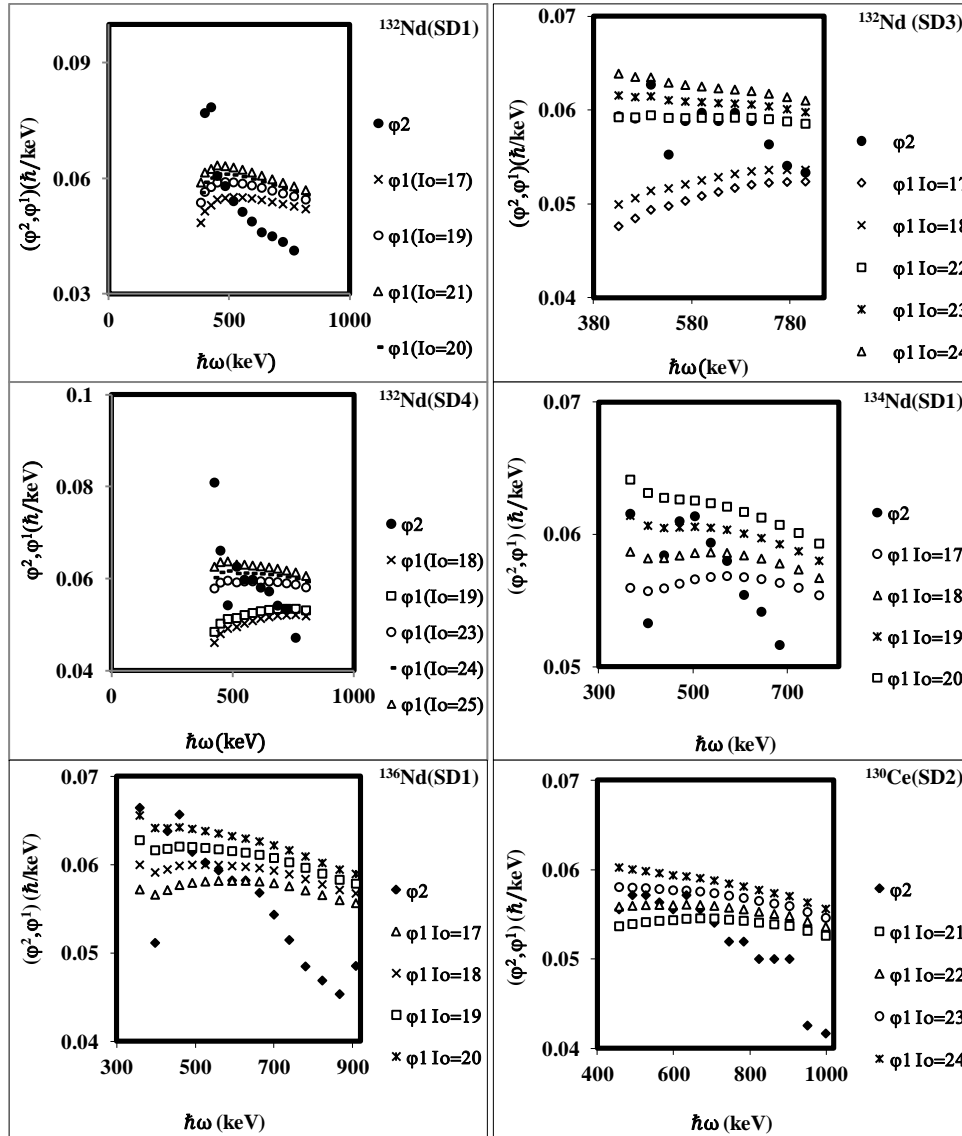 ¹³²Nd(SD1)
0.09
0.06
0.03
0
500
1000
(φ²,φ¹)(ℏ/keV)
ℏω(keV)
φ2
φ1(Io=17)
φ1(Io=19)
φ1(Io=21)
φ1(Io=20)
¹³²Nd (SD3)
0.07
0.06
0.05
0.04
380
580
780
(φ²,φ¹)(ℏ/keV)
ℏω(keV)
φ2
φ1 Io=17
φ1 Io=18
φ1 Io=22
φ1 Io=23
φ1 Io=24
¹³²Nd(SD4)
0.1
0.08
0.06
0.04
0
500
1000
φ²,φ¹(ℏ/keV)
ℏω(keV)
φ2
φ1(Io=18)
φ1(Io=19)
φ1(Io=23)
φ1(Io=24)
φ1(Io=25)
¹³⁴Nd(SD1)
0.07
0.06
0.05
300
500
700
(φ²,φ¹) (ℏ/keV)
ℏω (keV)
φ2
φ1 Io=17
φ1 Io=18
φ1 Io=19
φ1 Io=20
¹³⁶Nd(SD1)
0.07
0.06
0.05
0.04
300
500
700
900
(φ²,φ¹) (ℏ/keV)
ℏω (keV)
φ2
φ1 Io=17
φ1 Io=18
φ1 Io=19
φ1 Io=20
¹³⁰Ce(SD2)
0.07
0.06
0.05
0.04
400
600
800
1000
(φ²,φ¹) (ℏ/keV)
ℏω (keV)
φ2
φ1 Io=21
φ1 Io=22
φ1 Io=23
φ1 Io=24